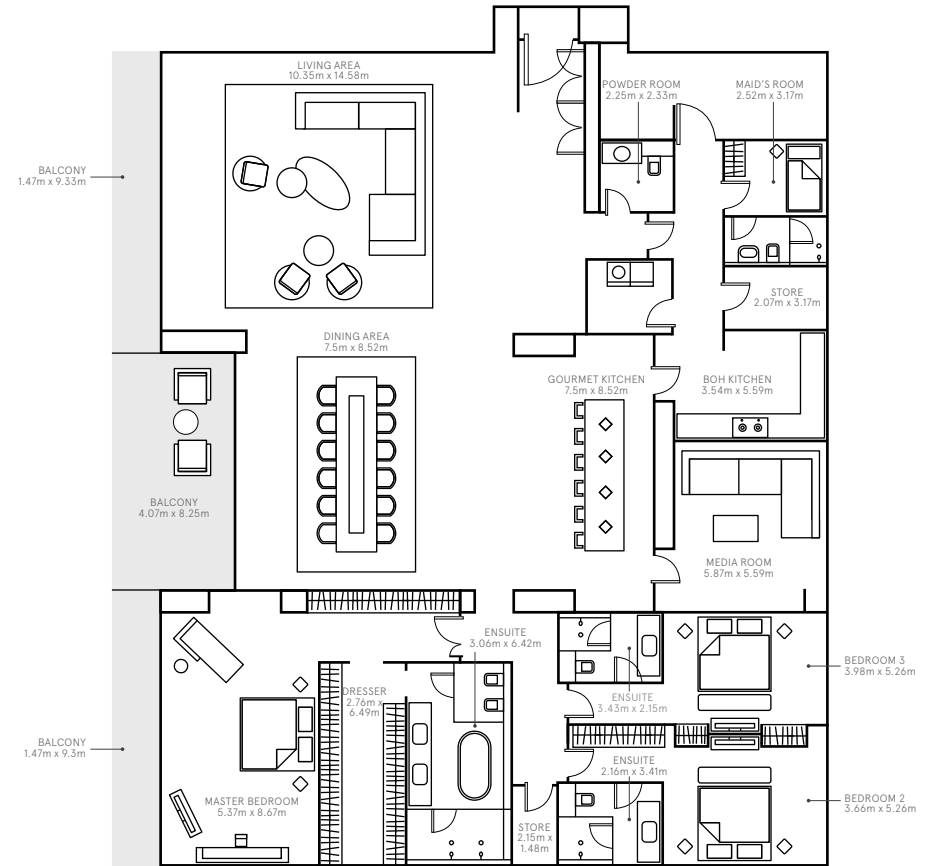 LIVING AREA
10.35m x 14.58m
POWDER ROOM
2.25m x 2.33m
MAID'S ROOM
2.52m x 3.17m
BALCONY
1.47m x 9.33m
STORE
2.07m x 3.17m
DINING AREA
7.5m x 8.52m
GOURMET KITCHEN
7.5m x 8.52m
BOH KITCHEN
3.54m x 5.59m
BALCONY
4.07m x 8.25m
MEDIA ROOM
5.87m x 5.59m
ENSUITE
3.06m x 6.42m
BEDROOM 3
3.98m x 5.26m
DRESSER
2.76m x
6.49m
ENSUITE
3.43m x 2.15m
BALCONY
1.47m x 9.3m
ENSUITE
2.16m x 3.41m
MASTER BEDROOM
5.37m x 8.67m
BEDROOM 2
3.66m x 5.26m
STORE
2.15m x
1.48m